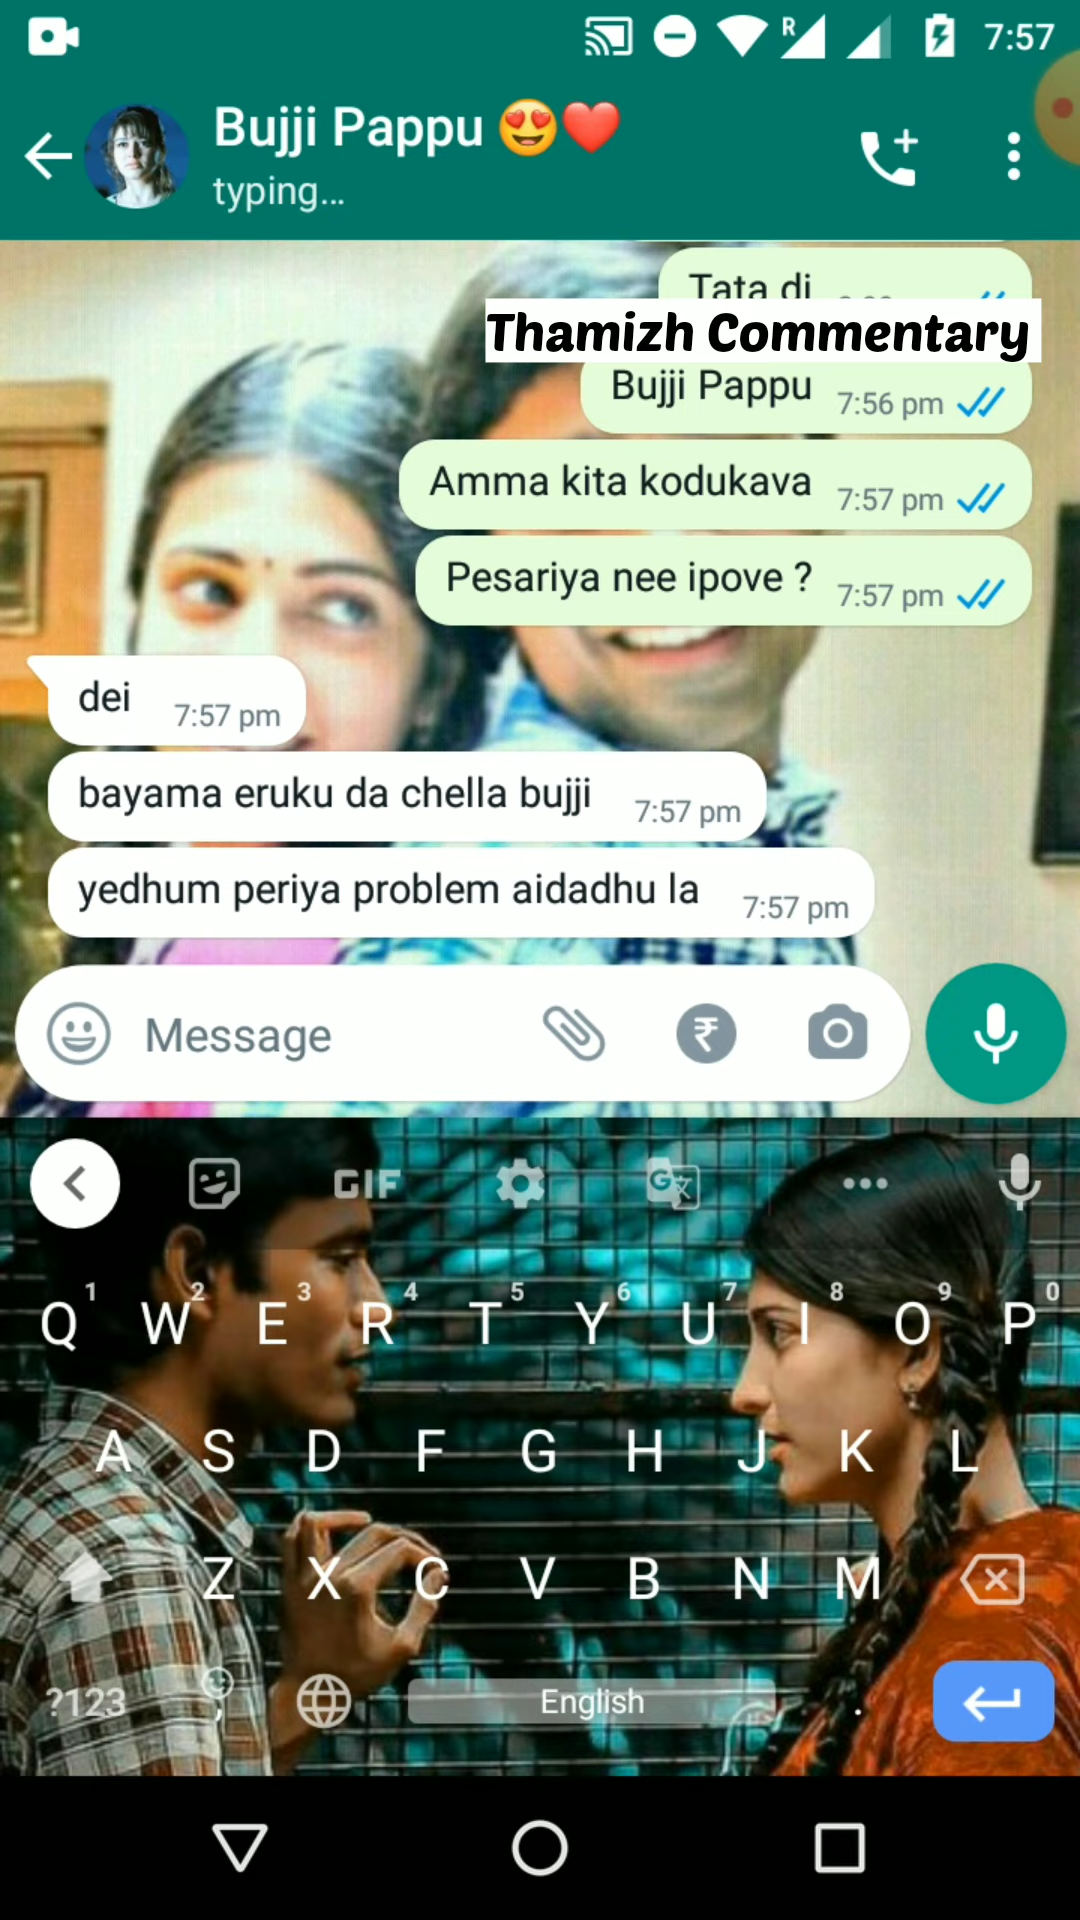 7:57
Bujji Pappu 😍❤️
typing...
Tata di
Thamizh Commentary
Bujji Pappu 7:56 pm
Amma kita kodukava 7:57 pm
Pesariya nee ipove ? 7:57 pm
dei 7:57 pm
bayama eruku da chella bujji 7:57 pm
yedhum periya problem aidadhu la 7:57 pm
Message
₹
GIF
G
1 2 3 4 5 6 7 8 9 0
Q W E R T Y U I O P
A S D F G H J K L
Z X C V B N M
?123 , English .